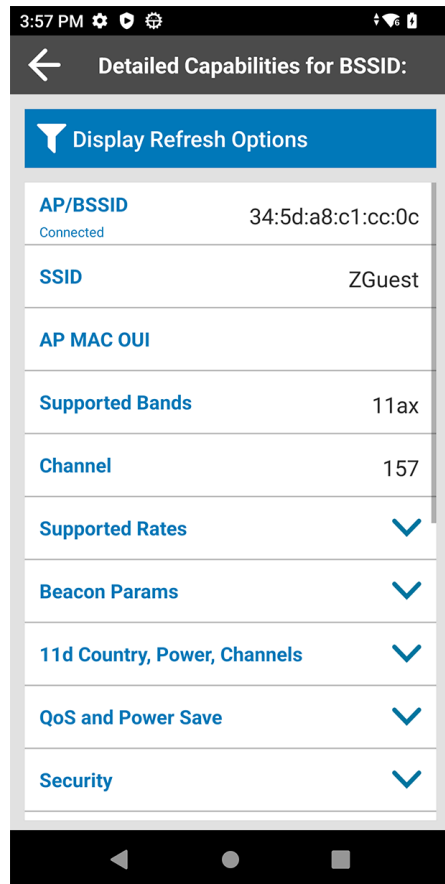 3:57 PM
6
Detailed Capabilities for BSSID:
Display Refresh Options
AP/BSSID
Connected
34:5d:a8:c1:cc:0c
SSID
ZGuest
AP MAC OUI
Supported Bands
11ax
Channel
157
Supported Rates
Beacon Params
11d Country, Power, Channels
QoS and Power Save
Security